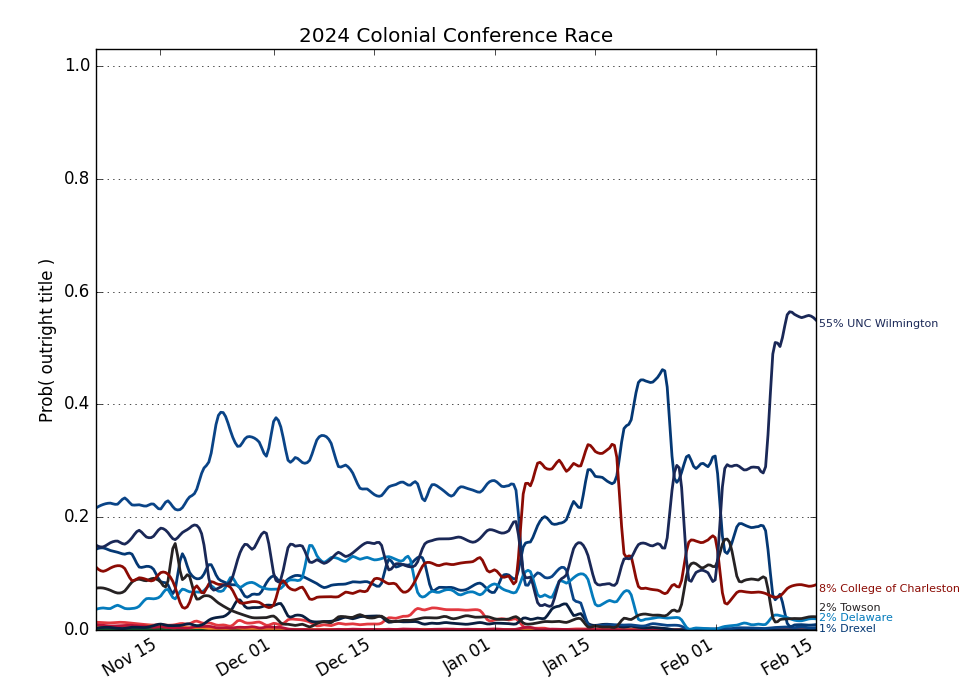 2024 Colonial Conference Race
1.0
0.8
0.6
0.4
0.2
0.0
Prob( outright title )
55% UNC Wilmington
8% College of Charleston
2% Towson
2% Delaware
1% Drexel
Nov 15
Dec 01
Dec 15
Jan 01
Jan 15
Feb 01
Feb 15